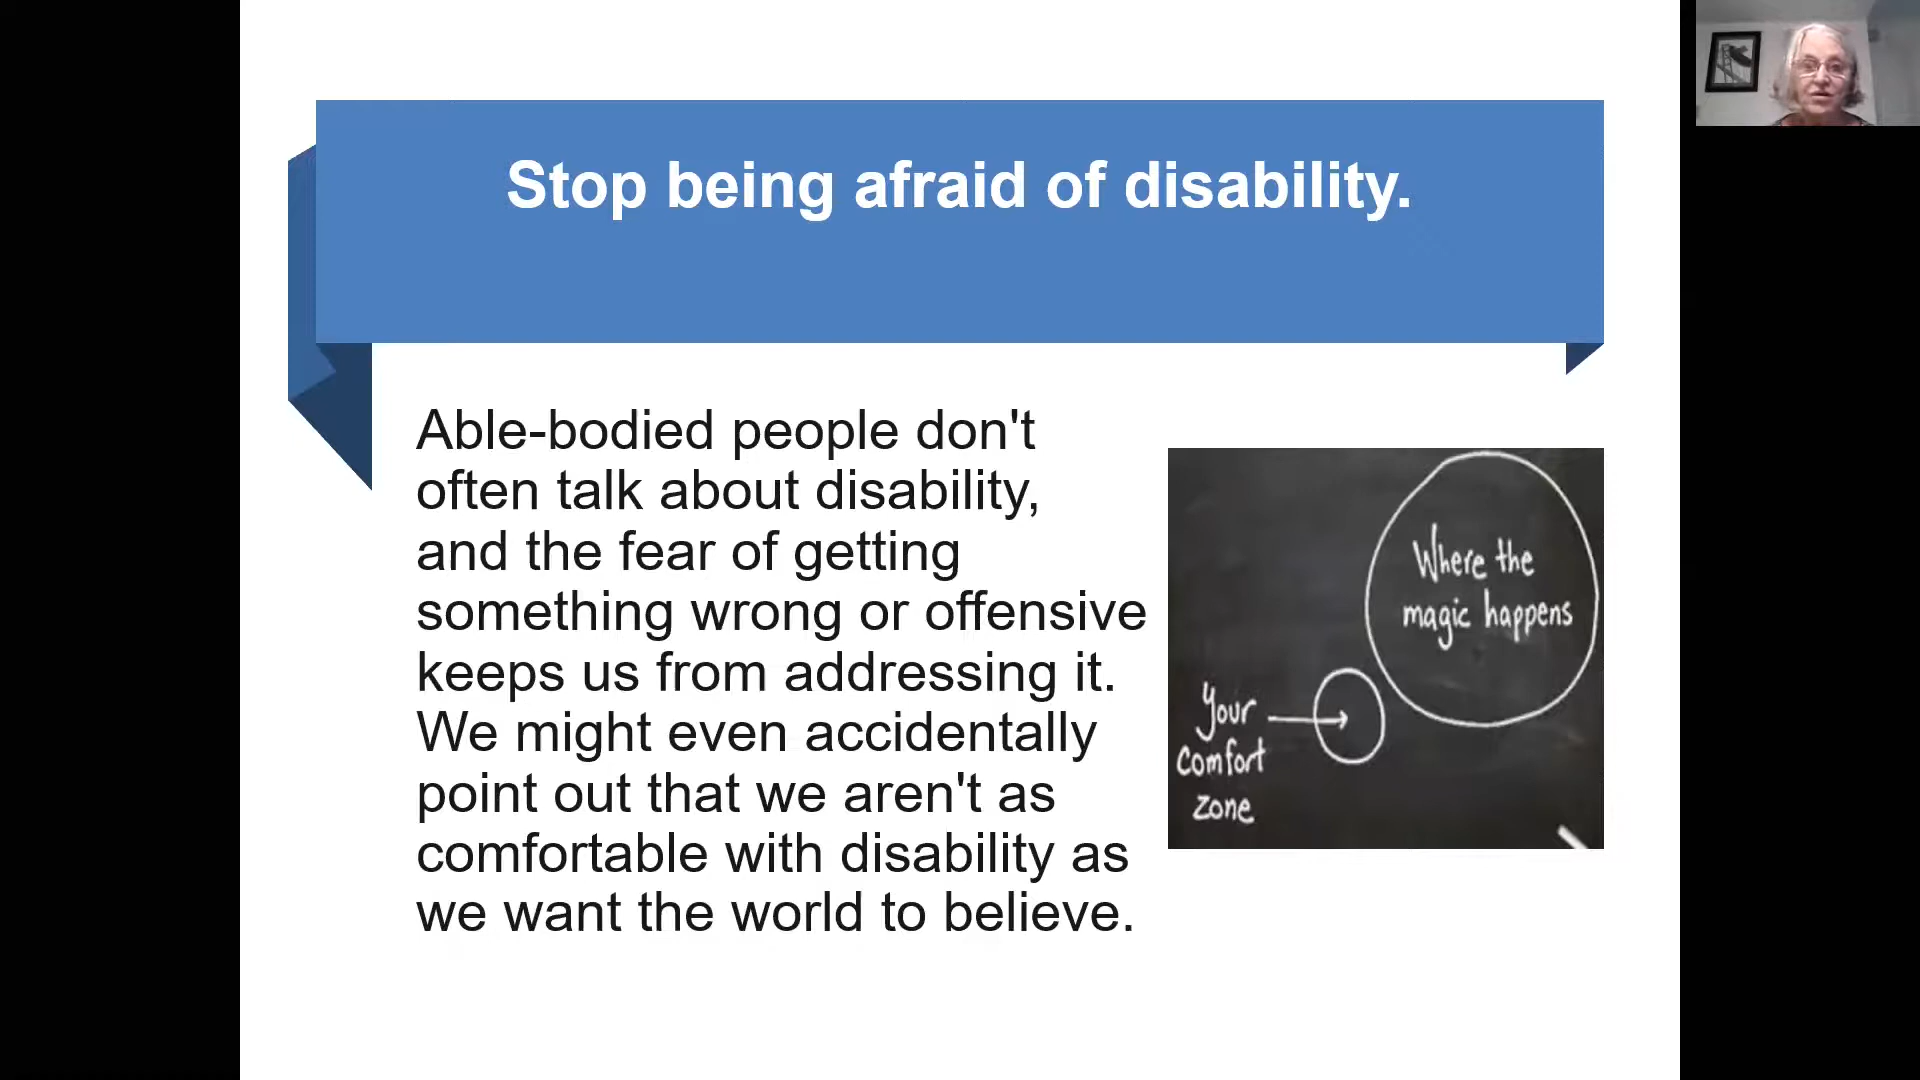 Stop being afraid of disability.
Able-bodied people don't
often talk about disability,
and the fear of getting
something wrong or offensive
keeps us from addressing it.
We might even accidentally
point out that we aren't as
comfortable with disability as
we want the world to believe.
Where the
magic happens
Your
comfort
zone